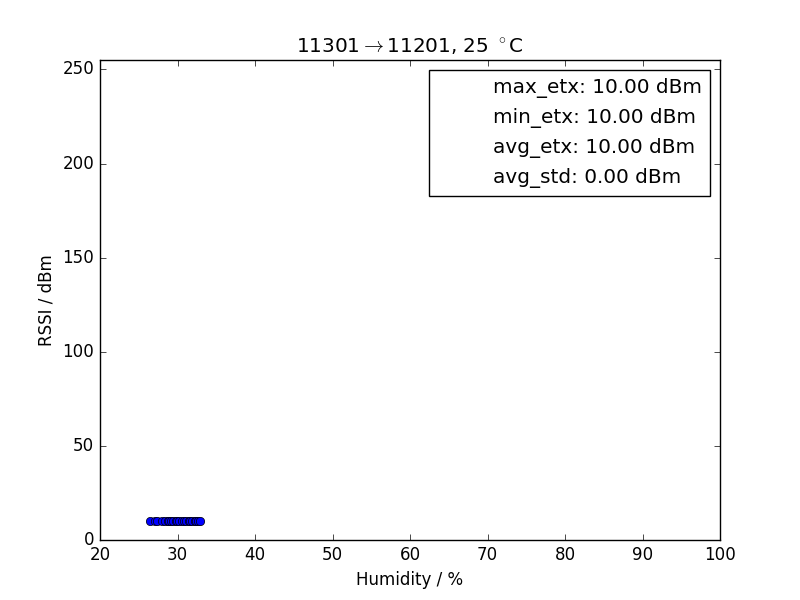 11301→11201, 25 °C
max_etx: 10.00 dBm
min_etx: 10.00 dBm
avg_etx: 10.00 dBm
avg_std: 0.00 dBm
RSSI / dBm
250
200
150
100
50
0
20 30 40 50 60 70 80 90 100
Humidity / %